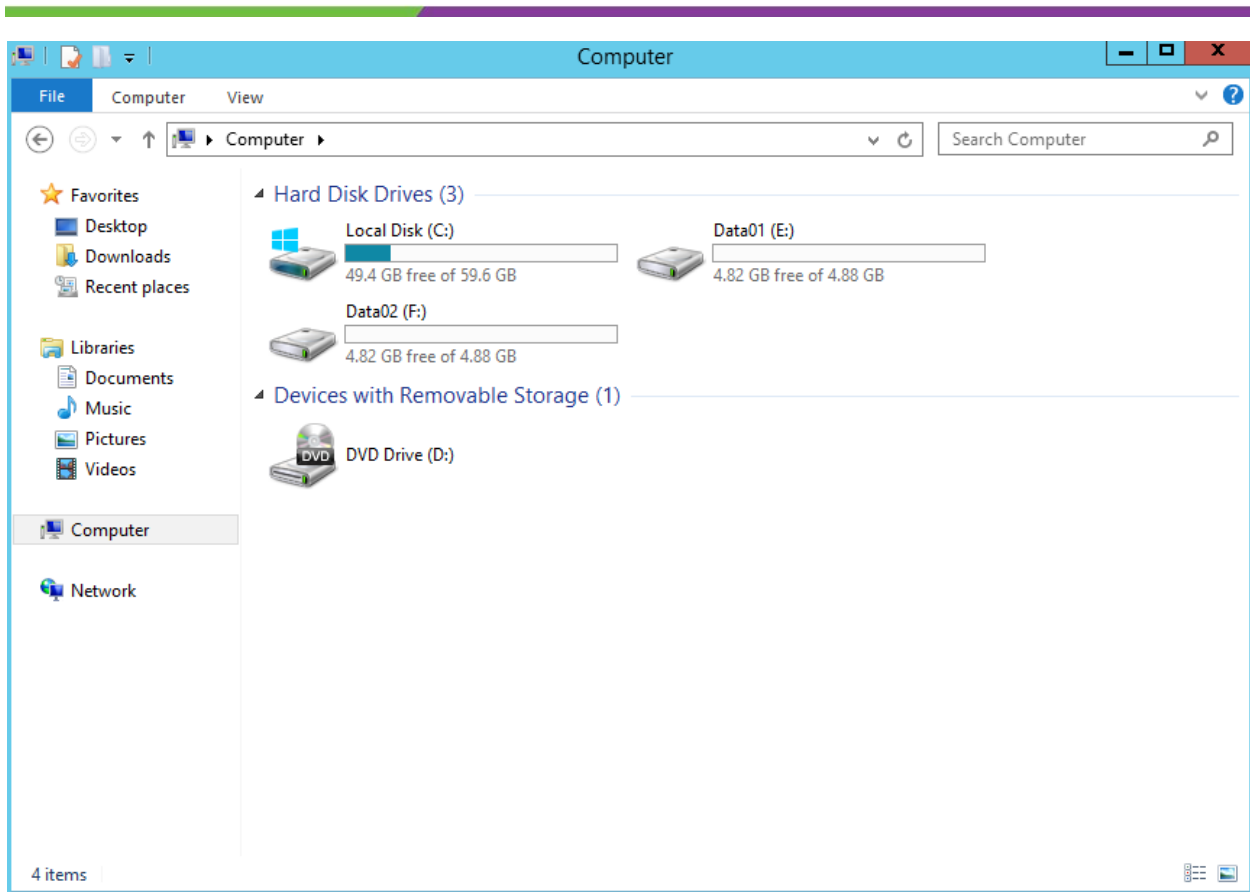 Computer
File Computer View
Computer
Search Computer
Favorites
Desktop
Downloads
Recent places
Libraries
Documents
Music
Pictures
Videos
Computer
Network
Hard Disk Drives (3)
Local Disk (C:)
49.4 GB free of 59.6 GB
Data01 (E:)
4.82 GB free of 4.88 GB
Data02 (F:)
4.82 GB free of 4.88 GB
Devices with Removable Storage (1)
DVD
DVD Drive (D:)
4 items